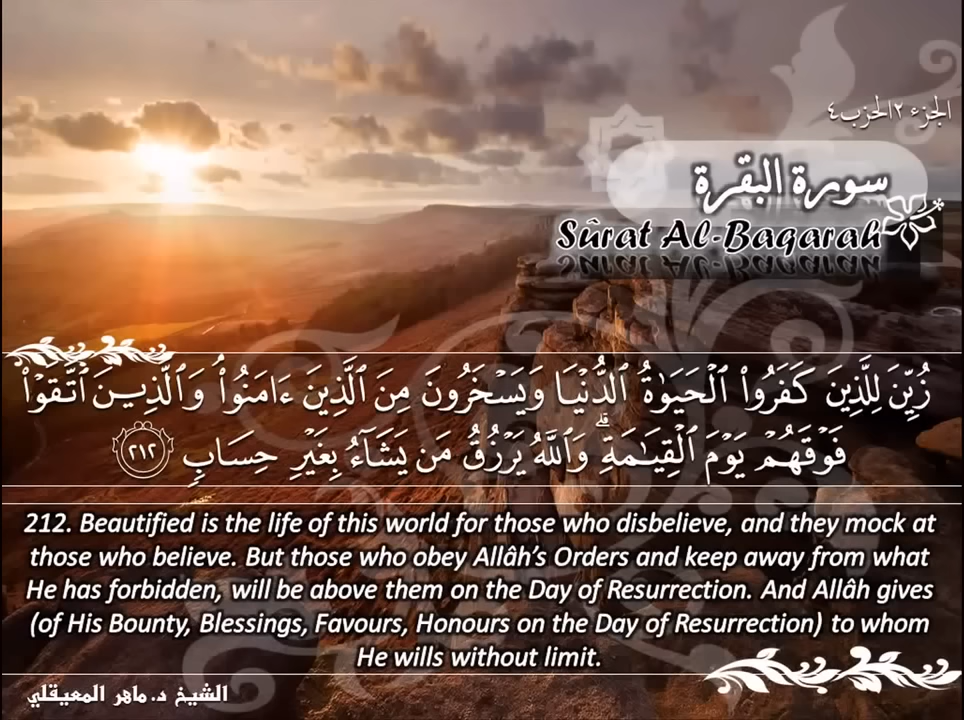 الجزء ٢ الحزب ٤
سورة البقرة
Sûrat Al-Baqarah
زُيِّنَ لِلَّذِينَ كَفَرُوا۟ ٱلْحَيَوٰةُ ٱلدُّنْيَا وَيَسْخَرُونَ مِنَ ٱلَّذِينَ ءَامَنُوا۟ ۘ وَٱلَّذِينَ ٱتَّقَوْا۟
فَوْقَهُمْ يَوْمَ ٱلْقِيَـٰمَةِ ۗ وَٱللَّهُ يَرْزُقُ مَن يَشَآءُ بِغَيْرِ حِسَابٍ ٢١٢
212. Beautified is the life of this world for those who disbelieve, and they mock at
those who believe. But those who obey Allâh’s Orders and keep away from what
He has forbidden, will be above them on the Day of Resurrection. And Allâh gives
(of His Bounty, Blessings, Favours, Honours on the Day of Resurrection) to whom
He wills without limit.
الشيخ د. ماهر المعيقلي